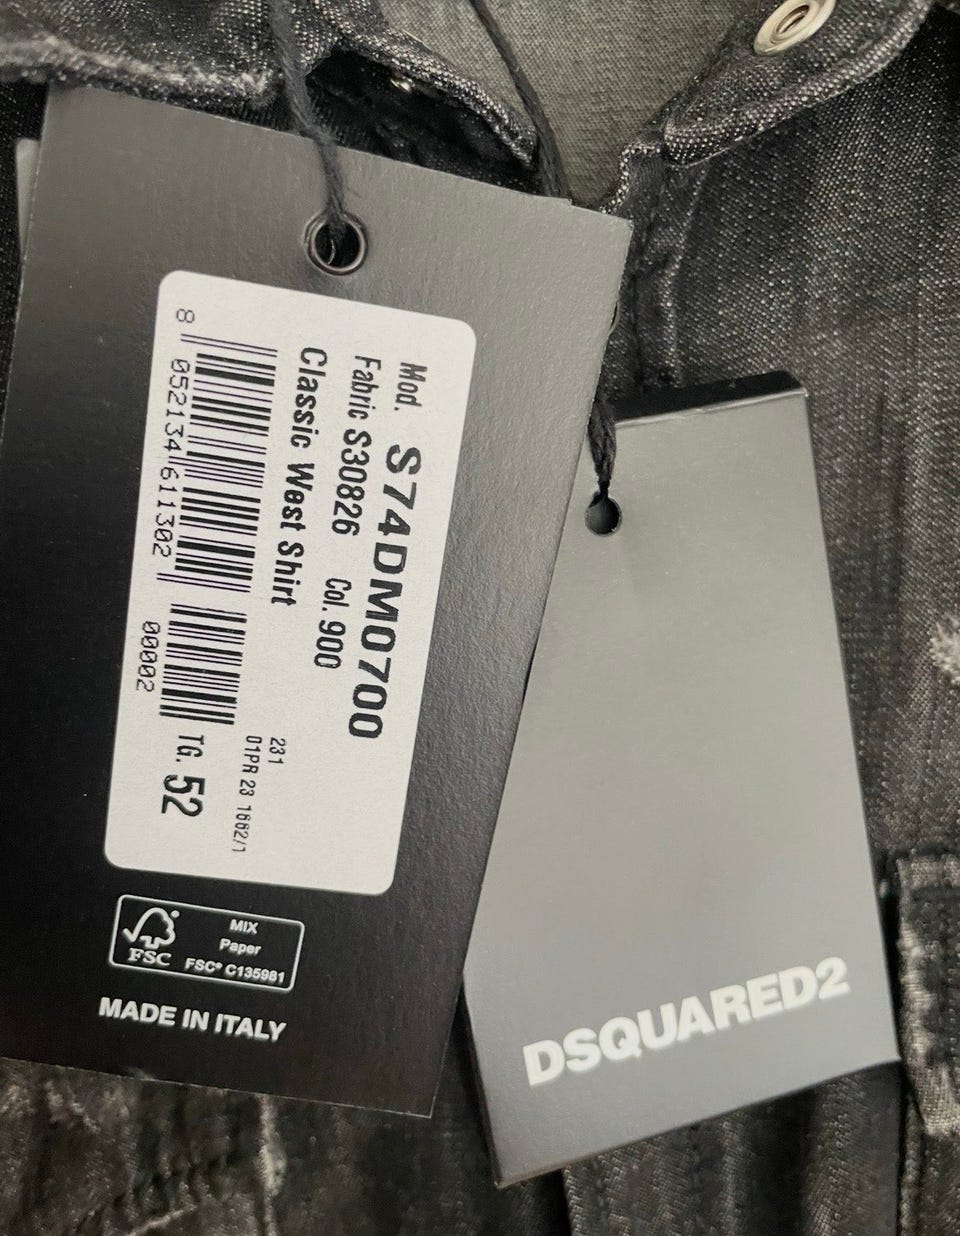 Mod. S74DM0700
Fabric S30826 Col. 900
Classic West Shirt
231
01PR 23 1662/1
8 052134 611302
00002
TG. 52
FSC
MIX
Paper
FSC® C135981
MADE IN ITALY
DSQUARED2